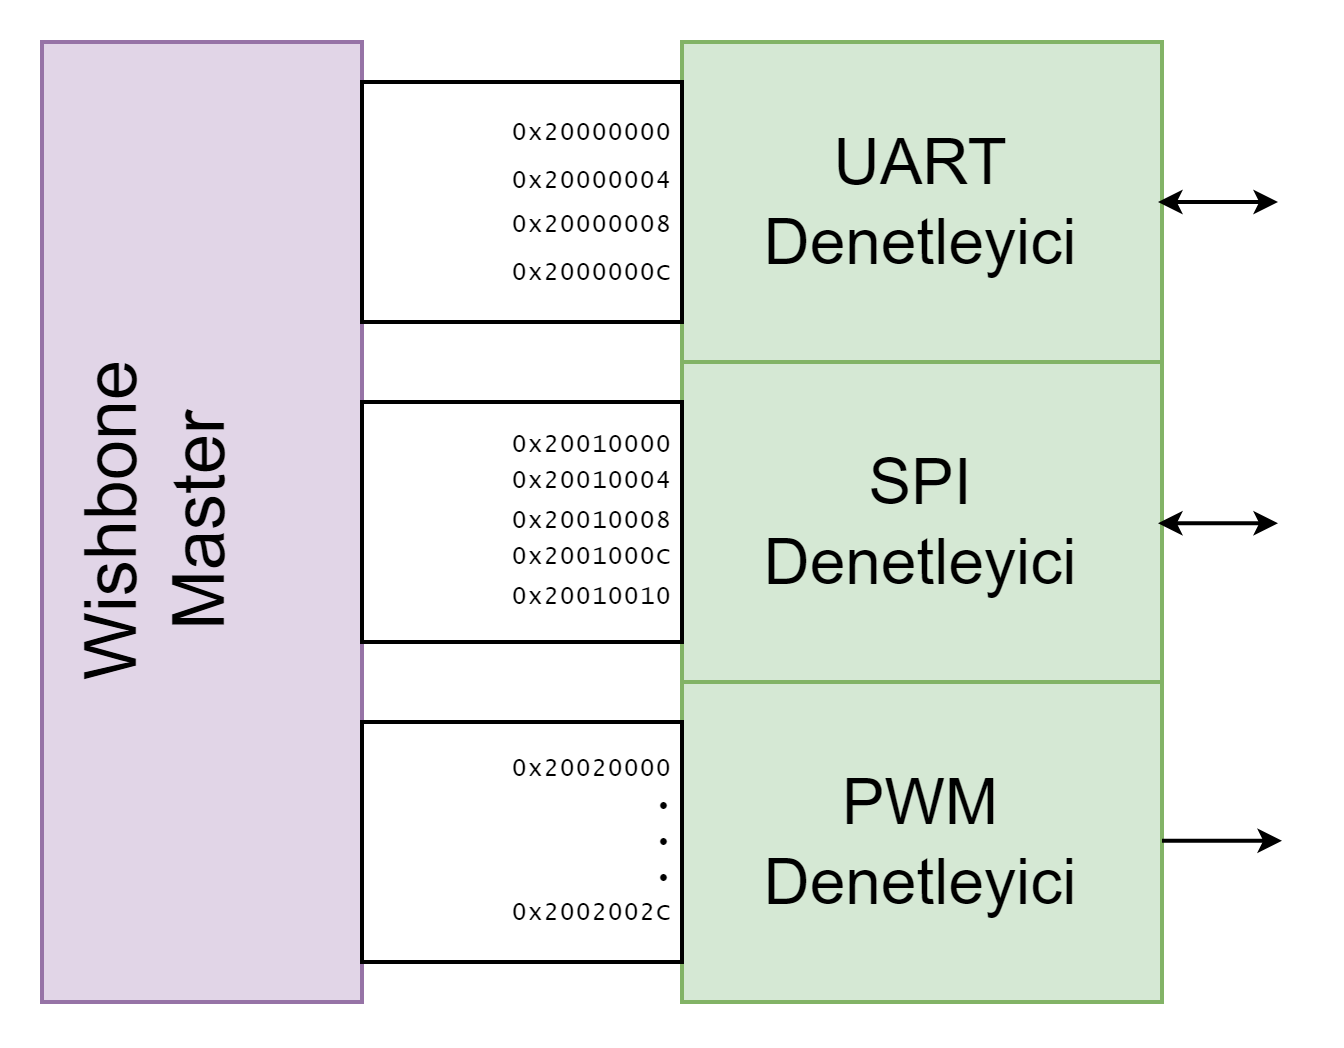 Wishbone
Master
0x20000000
0x20000004
0x20000008
0x2000000C
UART
Denetleyici
0x20010000
0x20010004
0x20010008
0x2001000C
0x20010010
SPI
Denetleyici
0x20020000
.
.
.
0x2002002C
PWM
Denetleyici